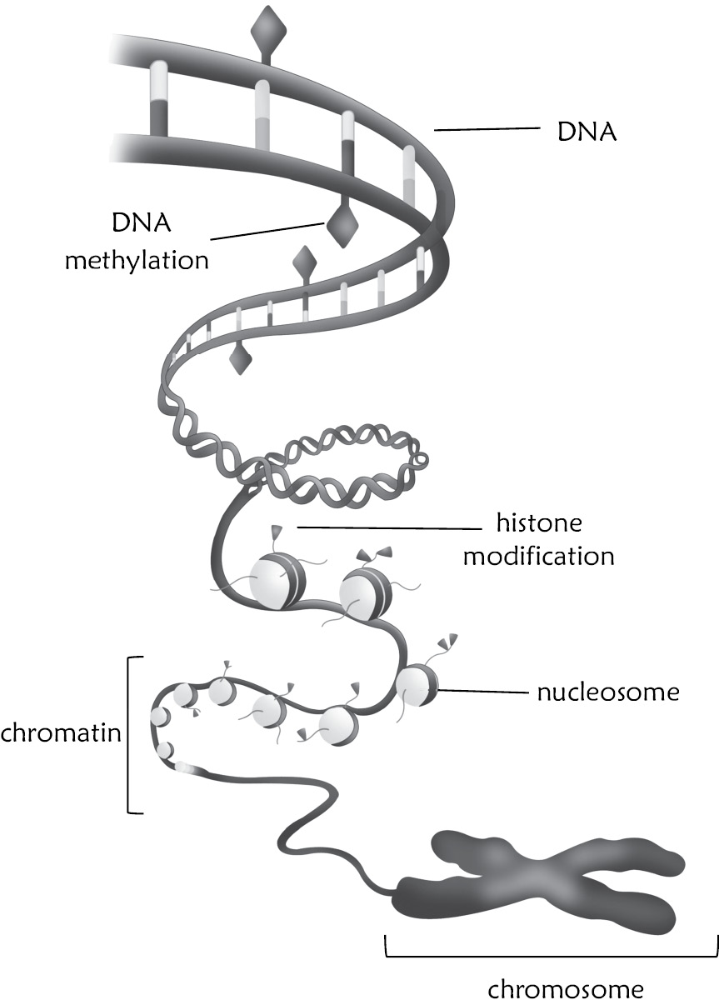 DNA
DNA
methylation
histone
modification
nucleosome
chromatin
chromosome